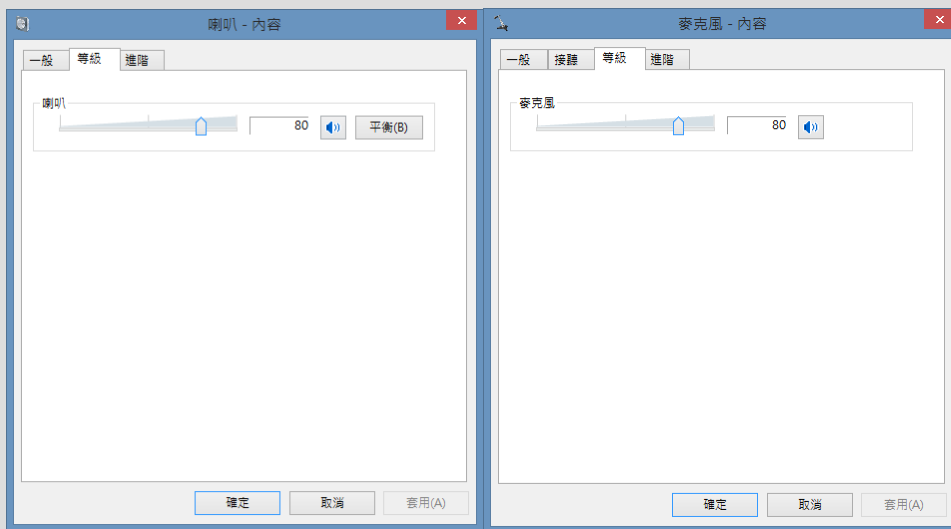 喇叭 - 內容
一般 等級 進階
喇叭
80 平衡(B)
確定 取消 套用(A)
麥克風 - 內容
一般 接聽 等級 進階
麥克風
80
確定 取消 套用(A)